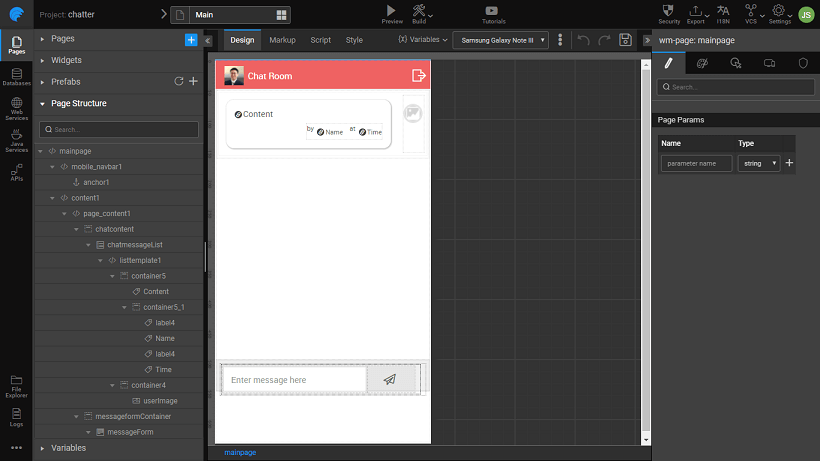 Project: chatter
Main
Preview
Build
Tutorials
Security
Export
I18N
VCS
Settings
JS
Pages
Databases
Web
Services
Java
Services
APIs
File
Explorer
Logs
Pages
Widgets
Prefabs
Page Structure
Search...
mainpage
mobile_navbar1
anchor1
content1
page_content1
chatcontent
chatmessageList
listtemplate1
container5
Content
container5_1
label4
Name
label4
Time
container4
userImage
messageformContainer
messageForm
Variables
Design
Markup
Script
Style
{x} Variables
Samsung Galaxy Note III
Chat Room
Content
by Name at Time
Enter message here
mainpage
wm-page: mainpage
Search...
Page Params
Name Type
parameter name string